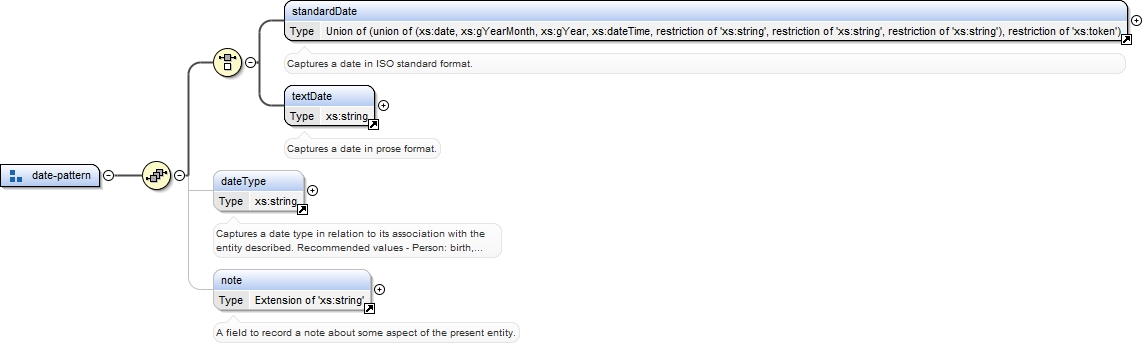 standardDate
Type Union of (union of (xs:date, xs:gYearMonth, xs:gYear, xs:dateTime, restriction of 'xs:string', restriction of 'xs:string', restriction of 'xs:string'), restriction of 'xs:token')
Captures a date in ISO standard format.
textDate
Type xs:string
Captures a date in prose format.
date-pattern
dateType
Type xs:string
Captures a date type in relation to its association with the
entity described. Recommended values - Person: birth,...
note
Type Extension of 'xs:string'
A field to record a note about some aspect of the present entity.